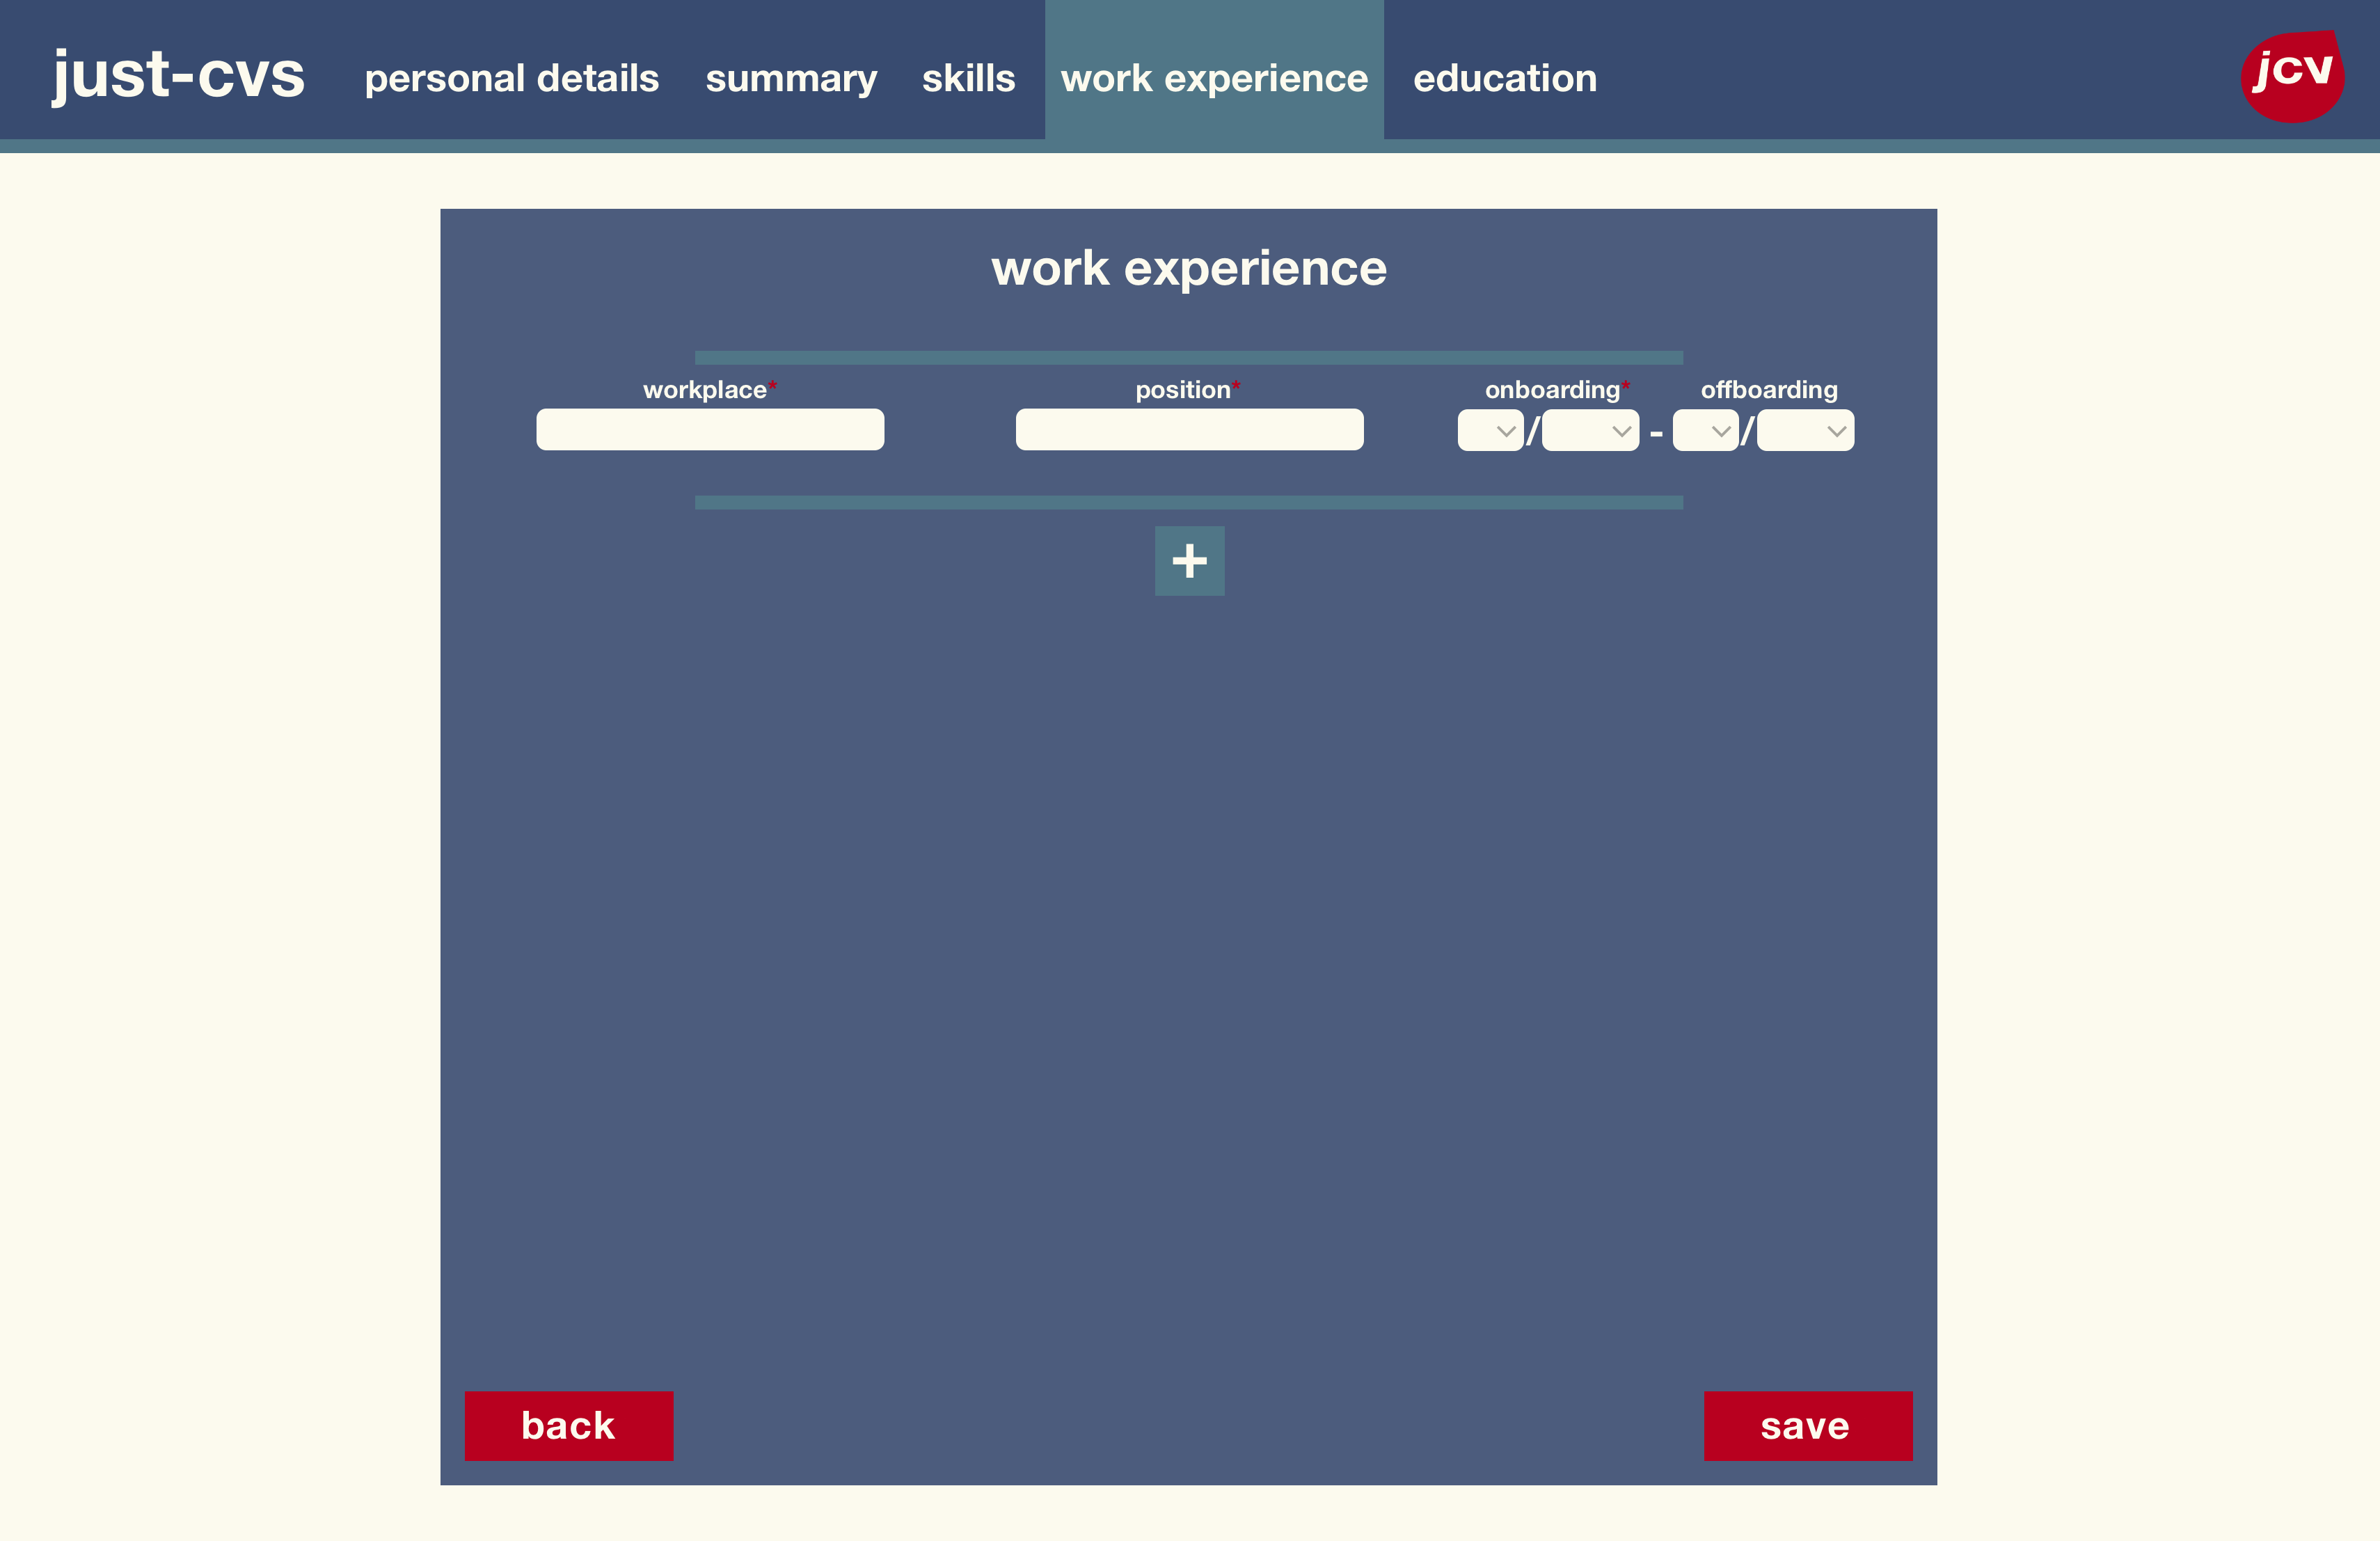 just-cvs personal details summary skills work experience education jcv
work experience
workplace* position* onboarding* offboarding
/ - /
+
back save